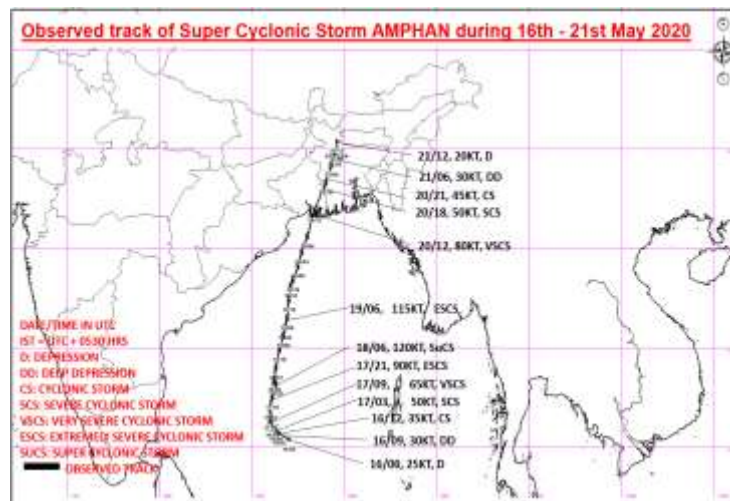 Observed track of Super Cyclonic Storm AMPHAN during 16th - 21st May 2020
21/12, 20KT, D
21/06, 30KT, DD
20/21, 45KT, CS
20/18, 50KT, SCS
20/12, 80KT, VSCS
19/06, 115KT, ESCS
18/06, 120KT, SuCS
17/21, 90KT, ESCS
17/09, 65KT, VSCS
17/03, 50KT, SCS
16/12, 35KT, CS
16/09, 30KT, DD
16/00, 25KT, D
DATE/TIME IN UTC
IST = UTC + 0530 HRS
D: DEPRESSION
DD: DEEP DEPRESSION
CS: CYCLONIC STORM
SCS: SEVERE CYCLONIC STORM
VSCS: VERY SEVERE CYCLONIC STORM
ESCS: EXTREMELY SEVERE CYCLONIC STORM
SUCS: SUPER CYCLONIC STORM
OBSERVED TRACK